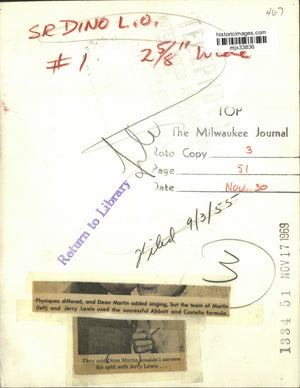 467
SR DINO L.O.
historicimages.com
mjx33836
# 1 2 5/8" Wide
TOP
The Milwaukee Journal
Roto Copy 3
Page 51
Date Nov. 30
Return to Library
Filed 9/3/55
1334 51 NOV 17 1969
3
Physiques differed, and Dean Martin added singing, but the team of Martin
(left) and Jerry Lewis used the successful Abbott and Costello formula.
They said Dean Martin wouldn't survive
his split with Jerry Lewis . . .